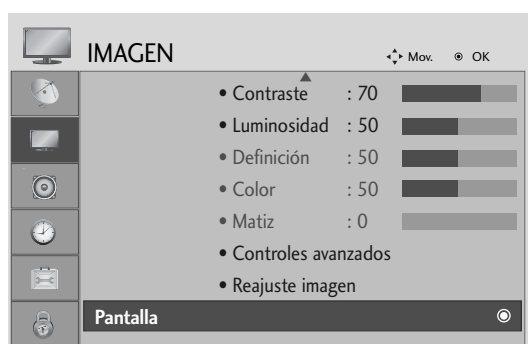 IMAGEN Mov. OK
• Contraste : 70
• Luminosidad : 50
• Definición : 50
• Color : 50
• Matiz : 0
• Controles avanzados
• Reajuste imagen
Pantalla